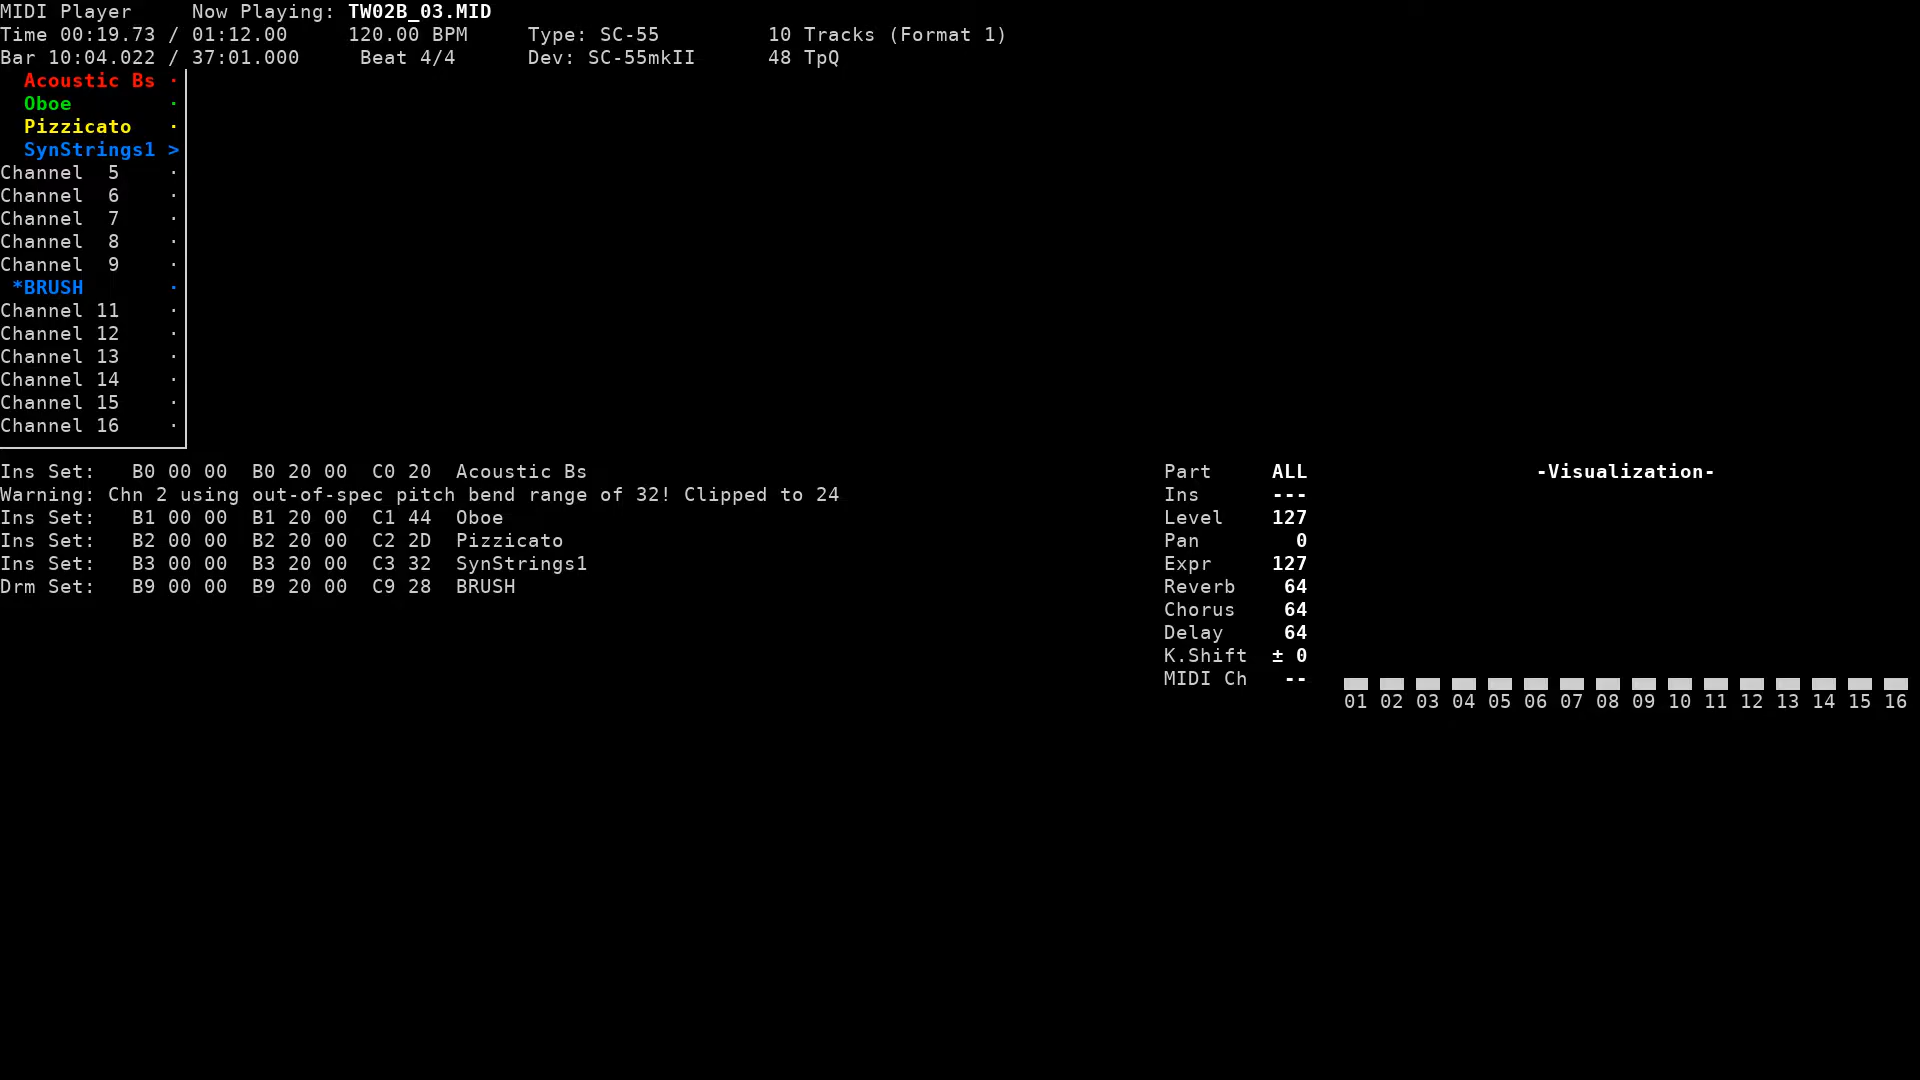 MIDI Player     Now Playing: TW02B_03.MID
Time 00:19.73 / 01:12.00     120.00 BPM     Type: SC-55         10 Tracks (Format 1)
Bar 10:04.022 / 37:01.000     Beat 4/4      Dev: SC-55mkII      48 TpQ
Acoustic Bs ·
Oboe ·
Pizzicato ·
SynStrings1 >
Channel  5 ·
Channel  6 ·
Channel  7 ·
Channel  8 ·
Channel  9 ·
*BRUSH ·
Channel 11 ·
Channel 12 ·
Channel 13 ·
Channel 14 ·
Channel 15 ·
Channel 16 ·
Ins Set:   B0 00 00  B0 20 00  C0 20  Acoustic Bs
Warning: Chn 2 using out-of-spec pitch bend range of 32! Clipped to 24
Ins Set:   B1 00 00  B1 20 00  C1 44  Oboe
Ins Set:   B2 00 00  B2 20 00  C2 2D  Pizzicato
Ins Set:   B3 00 00  B3 20 00  C3 32  SynStrings1
Drm Set:   B9 00 00  B9 20 00  C9 28  BRUSH
Part     ALL
Ins      ---
Level    127
Pan        0
Expr     127
Reverb    64
Chorus    64
Delay     64
K.Shift  ± 0
MIDI Ch   --
-Visualization-
01 02 03 04 05 06 07 08 09 10 11 12 13 14 15 16